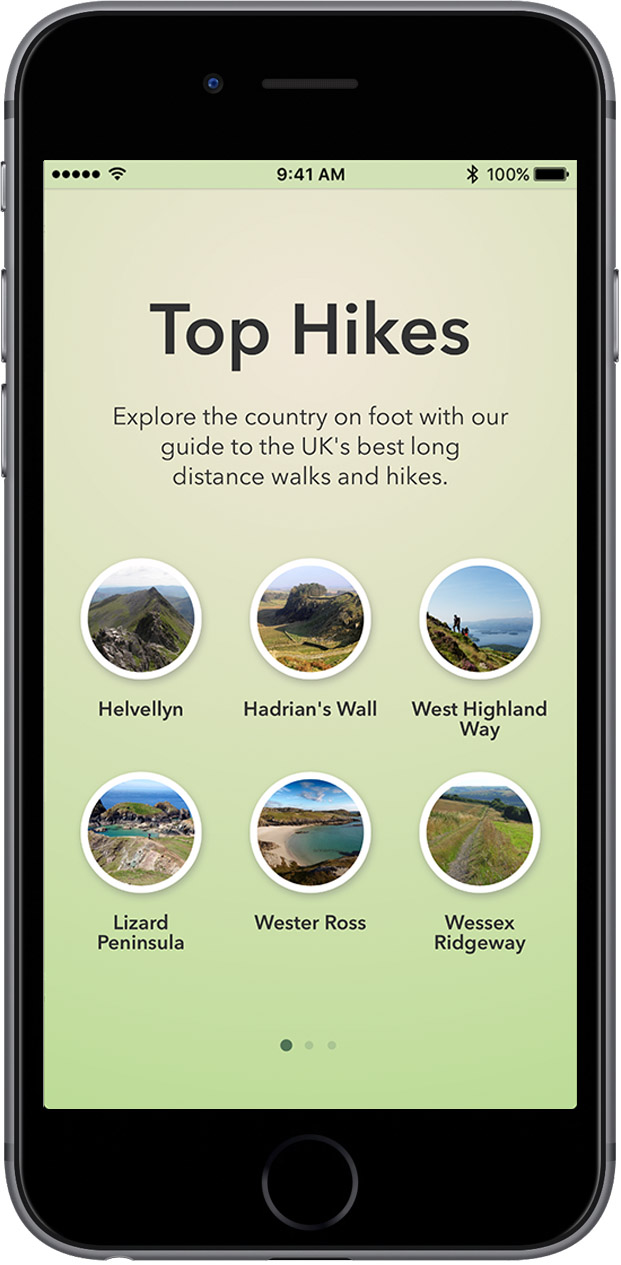 9:41 AM
100%
Top Hikes
Explore the country on foot with our
guide to the UK's best long
distance walks and hikes.
Helvellyn
Hadrian's Wall
West Highland
Way
Lizard
Peninsula
Wester Ross
Wessex
Ridgeway